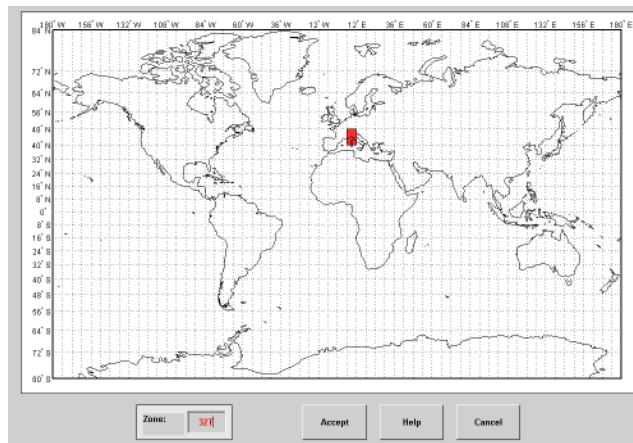 180° W 156° W 132° W 108° W 84° W 60° W 36° W 12° W 12° E 36° E 60° E 84° E 108° E 132° E 156° E 180° E
84° N
72° N
64° N
56° N
48° N
40° N
32° N
24° N
16° N
8° N
0°
8° S
16° S
24° S
32° S
40° S
48° S
56° S
64° S
72° S
80° S
Zone: 32T
Accept Help Cancel